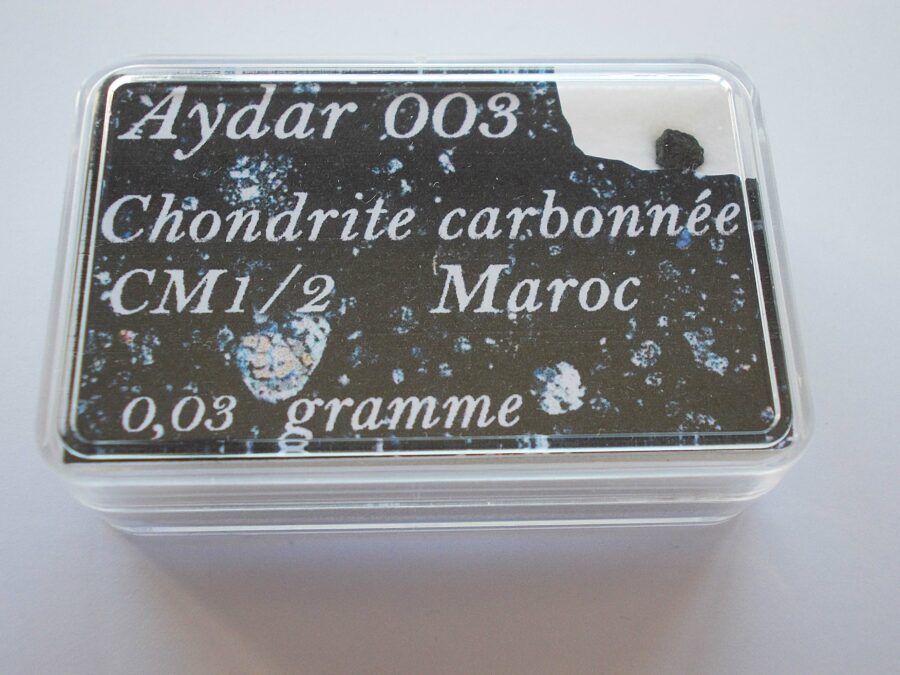 Aydar 003
Chondrite carbonnée
CM1/2 Maroc
0,03 gramme